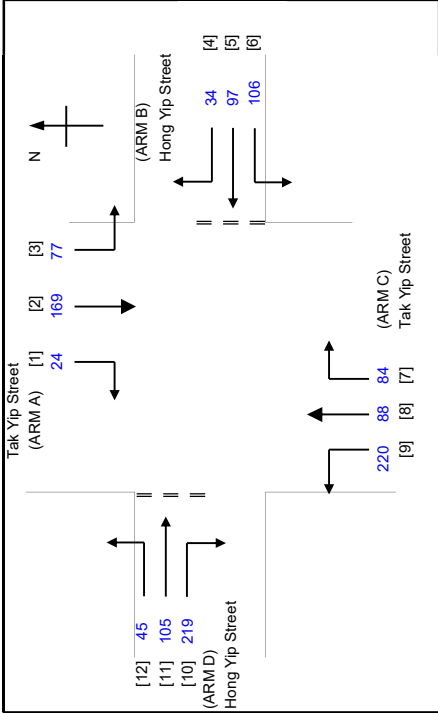 Tak Yip Street
(ARM A)
[1] [2] [3]
24 169 77
N
(ARM B)
Hong Yip Street
[4] [5] [6]
34 97 106
[12] 45
[11] 105
[10] 219
(ARM D)
Hong Yip Street
220 88 84
[9] [8] [7]
(ARM C)
Tak Yip Street